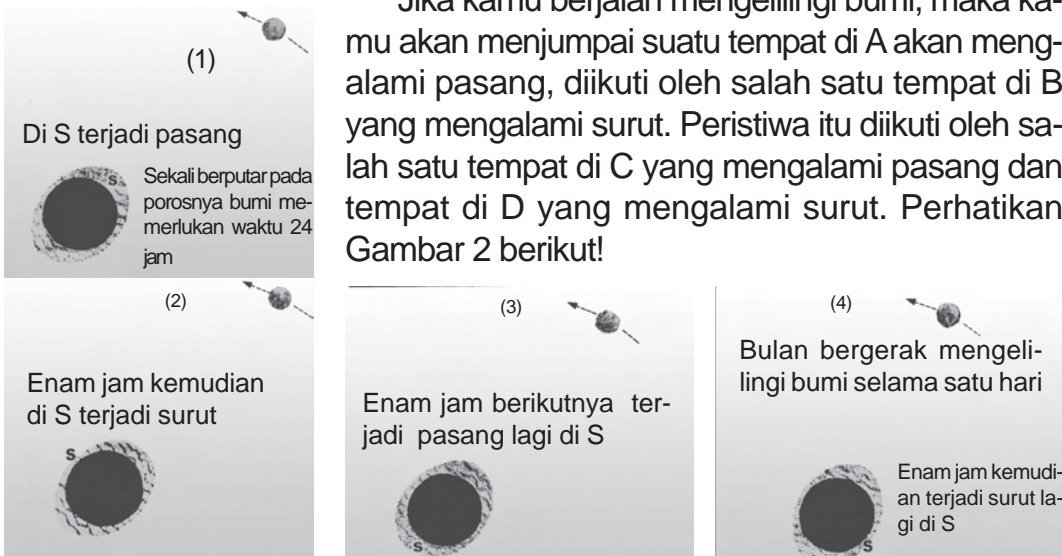 (1)
Di S terjadi pasang
S
Sekali berputar pada
porosnya bumi me-
merlukan waktu 24
jam
Jika kamu berjalan mengelilingi bumi, maka ka-
mu akan menjumpai suatu tempat di A akan meng-
alami pasang, diikuti oleh salah satu tempat di B
yang mengalami surut. Peristiwa itu diikuti oleh sa-
lah satu tempat di C yang mengalami pasang dan
tempat di D yang mengalami surut. Perhatikan
Gambar 2 berikut!
(2)
Enam jam kemudian
di S terjadi surut
S
(3)
Enam jam berikutnya ter-
jadi pasang lagi di S
S
(4)
Bulan bergerak mengeli-
lingi bumi selama satu hari
Enam jam kemudi-
an terjadi surut la-
gi di S
S